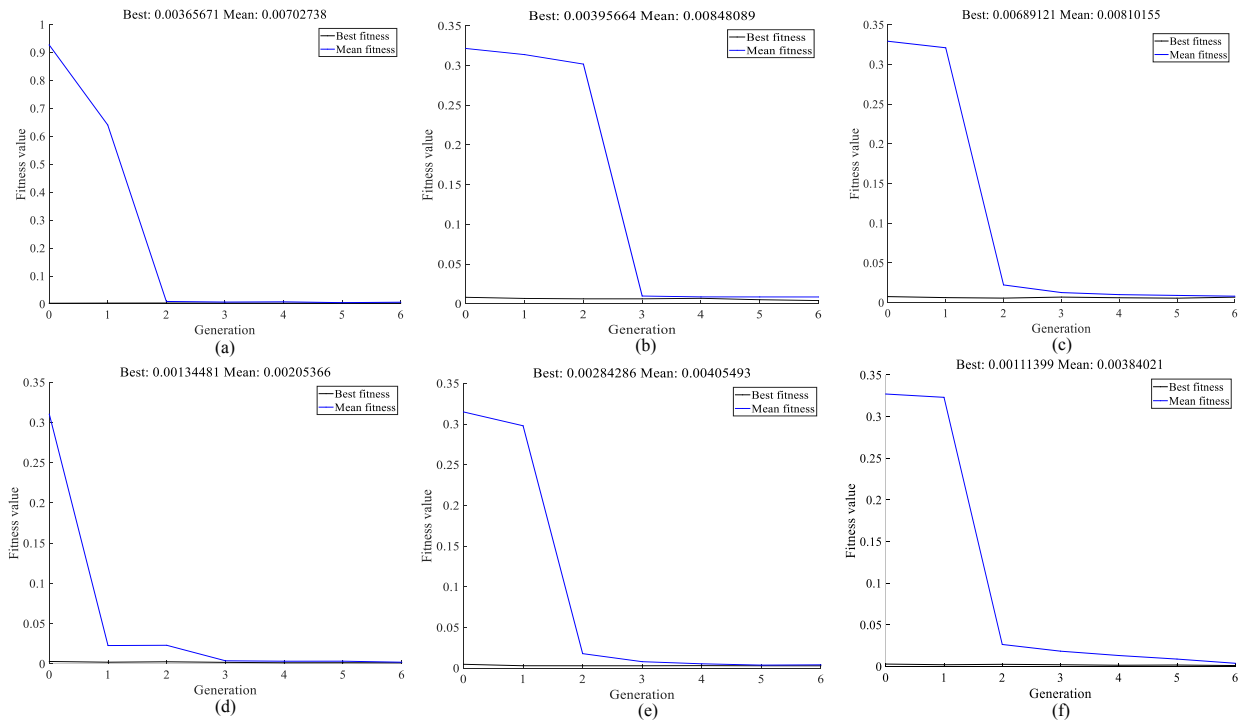 Best: 0.00365671 Mean: 0.00702738
1
0.9
0.8
0.7
0.6
0.5
0.4
0.3
0.2
0.1
0
Fitness value
Best fitness
Mean fitness
0 1 2 3 4 5 6
Generation
(a)
Best: 0.00395664 Mean: 0.00848089
0.35
0.3
0.25
0.2
0.15
0.1
0.05
0
Fitness value
Best fitness
Mean fitness
0 1 2 3 4 5 6
Generation
(b)
Best: 0.00689121 Mean: 0.00810155
0.35
0.3
0.25
0.2
0.15
0.1
0.05
0
Fitness value
Best fitness
Mean fitness
0 1 2 3 4 5 6
Generation
(c)
Best: 0.00134481 Mean: 0.00205366
0.35
0.3
0.25
0.2
0.15
0.1
0.05
0
Fitness value
Best fitness
Mean fitness
0 1 2 3 4 5 6
Generation
(d)
Best: 0.00284286 Mean: 0.00405493
0.35
0.3
0.25
0.2
0.15
0.1
0.05
0
Fitness value
Best fitness
Mean fitness
0 1 2 3 4 5 6
Generation
(e)
Best: 0.00111399 Mean: 0.00384021
0.35
0.3
0.25
0.2
0.15
0.1
0.05
0
Fitness value
Best fitness
Mean fitness
0 1 2 3 4 5 6
Generation
(f)